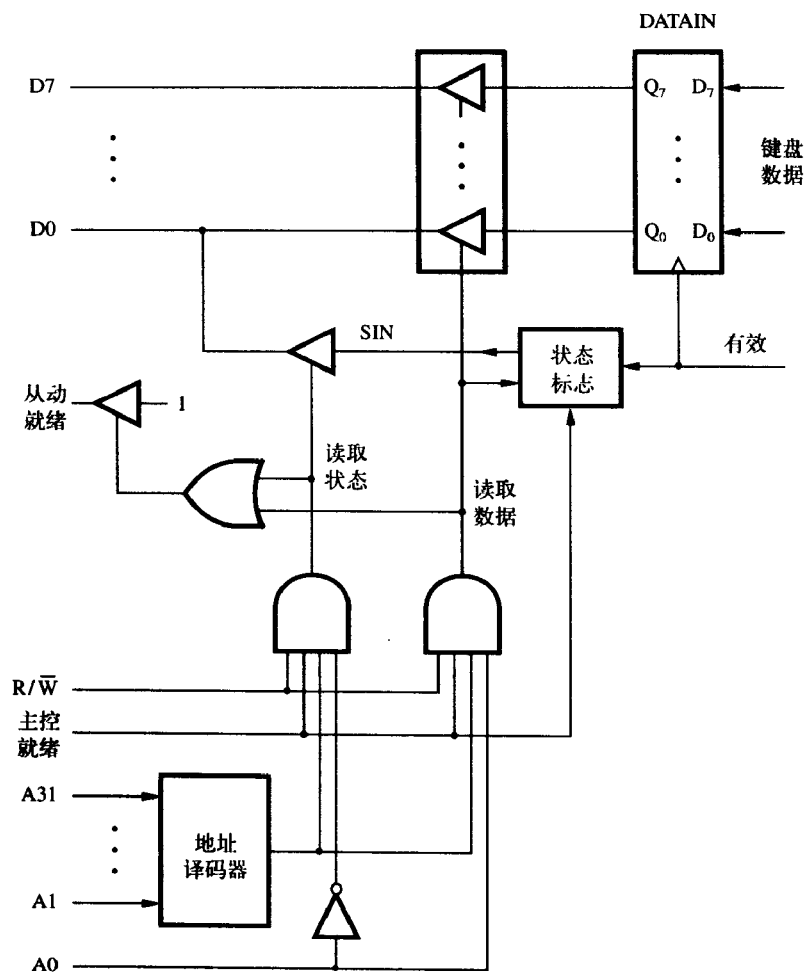 DATAIN
D7
Q7 D7
键盘
数据
D0
Q0 D0
SIN
状态
标志
有效
从动
就绪
1
读取
状态
读取
数据
R/W̅
主控
就绪
A31
地址
译码器
A1
A0